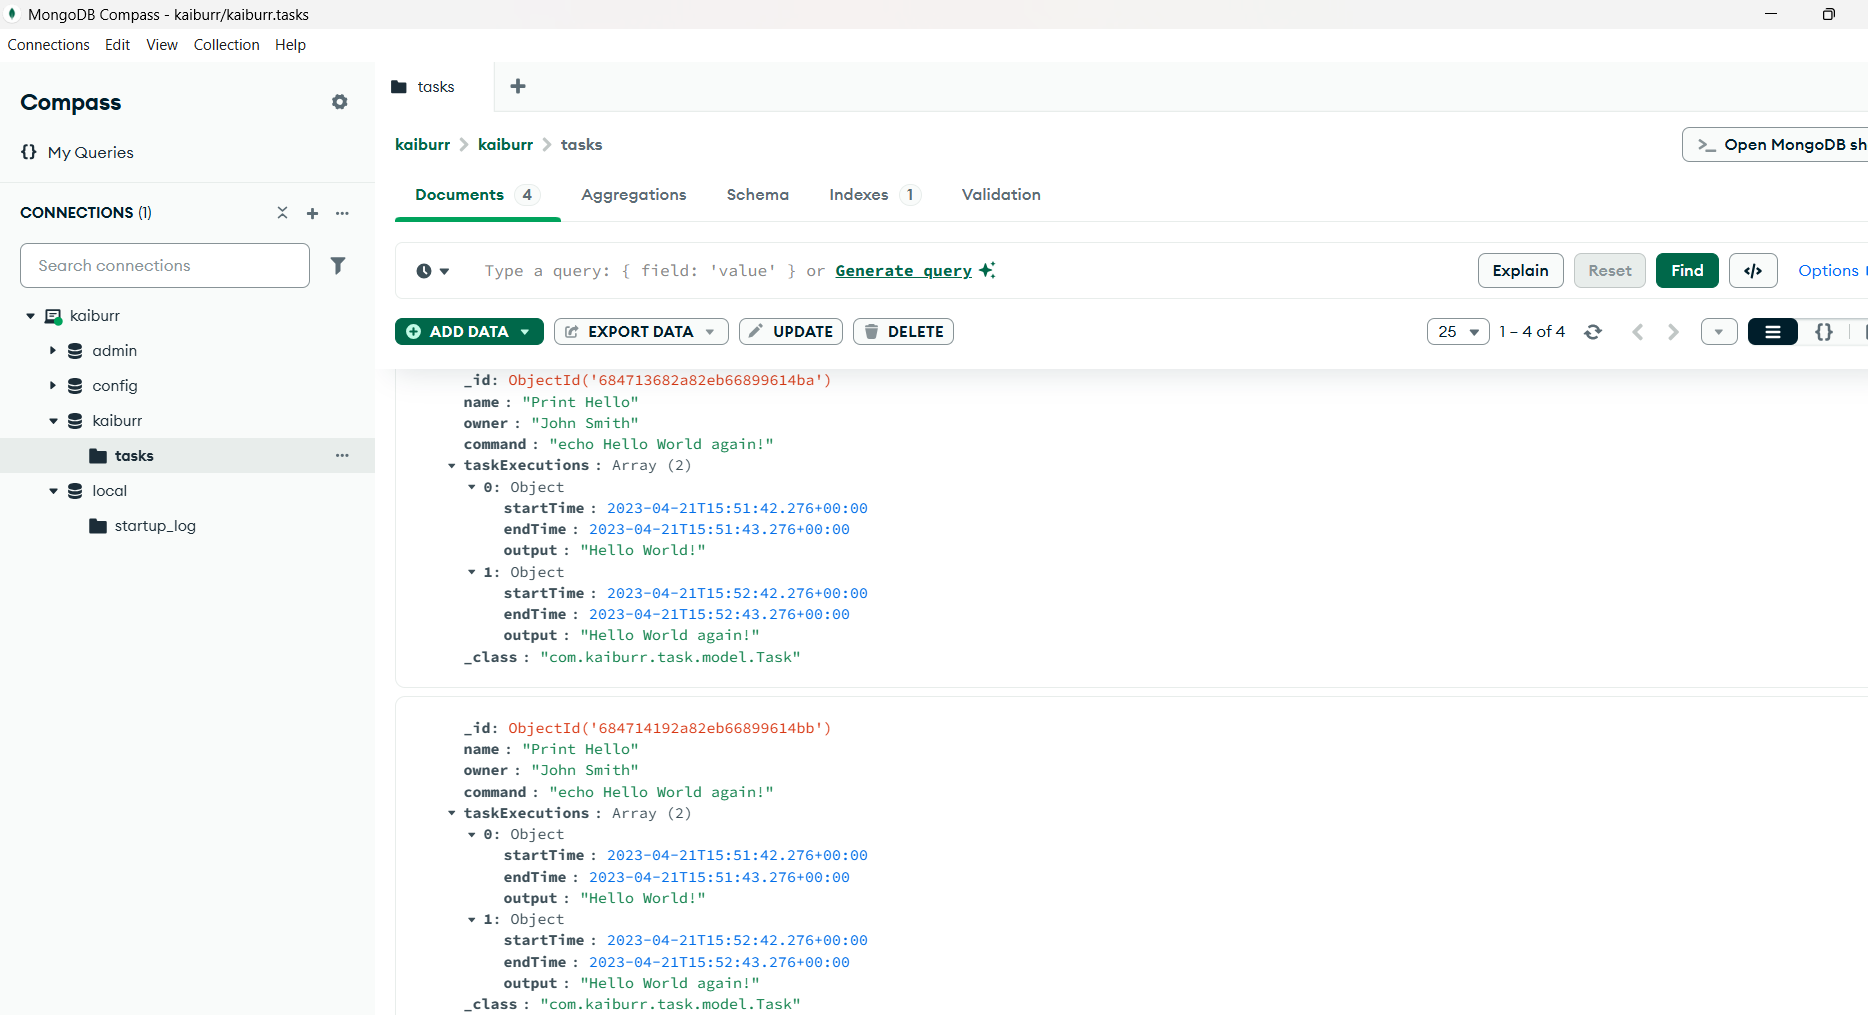 MongoDB Compass - kaiburr/kaiburr.tasks
Connections Edit View Collection Help
Compass
{} My Queries
CONNECTIONS (1)
Search connections
kaiburr
admin
config
kaiburr
tasks
local
startup_log
tasks
kaiburr > kaiburr > tasks
>_ Open MongoDB sh
Documents 4 Aggregations Schema Indexes 1 Validation
Type a query: { field: 'value' } or Generate query
Explain Reset Find </> Options
ADD DATA EXPORT DATA UPDATE DELETE
25 1 – 4 of 4 {}
_id: ObjectId('684713682a82eb66899614ba')
name : "Print Hello"
owner : "John Smith"
command : "echo Hello World again!"
taskExecutions : Array (2)
0: Object
startTime : 2023-04-21T15:51:42.276+00:00
endTime : 2023-04-21T15:51:43.276+00:00
output : "Hello World!"
1: Object
startTime : 2023-04-21T15:52:42.276+00:00
endTime : 2023-04-21T15:52:43.276+00:00
output : "Hello World again!"
_class : "com.kaiburr.task.model.Task"
_id: ObjectId('684714192a82eb66899614bb')
name : "Print Hello"
owner : "John Smith"
command : "echo Hello World again!"
taskExecutions : Array (2)
0: Object
startTime : 2023-04-21T15:51:42.276+00:00
endTime : 2023-04-21T15:51:43.276+00:00
output : "Hello World!"
1: Object
startTime : 2023-04-21T15:52:42.276+00:00
endTime : 2023-04-21T15:52:43.276+00:00
output : "Hello World again!"
_class : "com.kaiburr.task.model.Task"